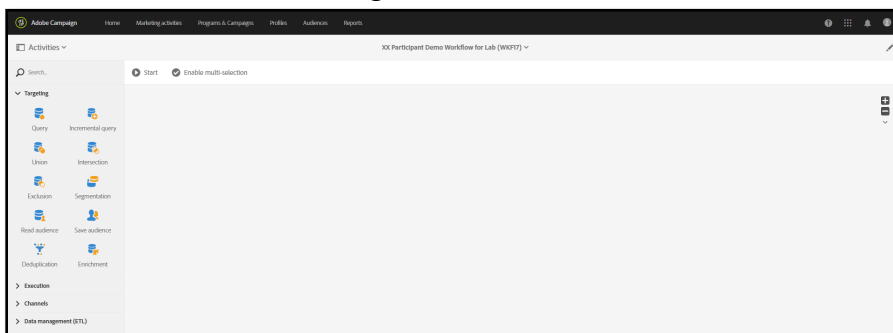 Adobe Campaign Home Marketing activities Programs & Campaigns Profiles Audiences Reports
Activities XX Participant Demo Workflow for Lab (WKF17)
Search... Start Enable multi-selection
Targeting
Query Incremental query
Union Intersection
Exclusion Segmentation
Read audience Save audience
Deduplication Enrichment
Execution
Channels
Data management (ETL)